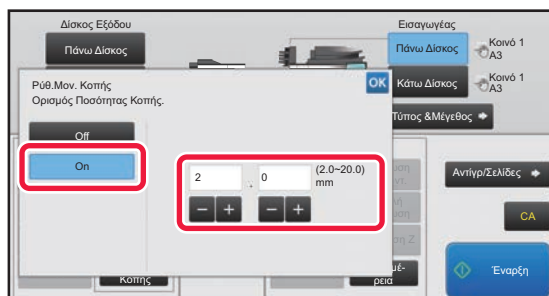 Δίσκος Εξόδου
Πάνω Δίσκος
Εισαγωγέας
Πάνω Δίσκος
Κοινό 1
A3
Κάτω Δίσκος
Κοινό 1
A3
Τύπος &Μέγεθος
Ρύθ.Μον. Κοπής
Ορισμός Ποσότητας Κοπής.
OK
Off
On
2 . 0 (2.0~20.0)
mm
Αντίγρ/Σελίδες
CA
Έναρξη
Κοπής